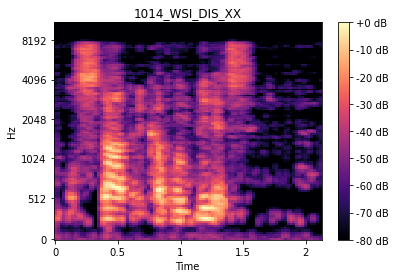 1014_WSI_DIS_XX
+0 dB
8192
-10 dB
4096
-20 dB
-30 dB
2048
Hz
-40 dB
1024
-50 dB
512
-60 dB
-70 dB
0
-80 dB
0 0.5 1 1.5 2
Time